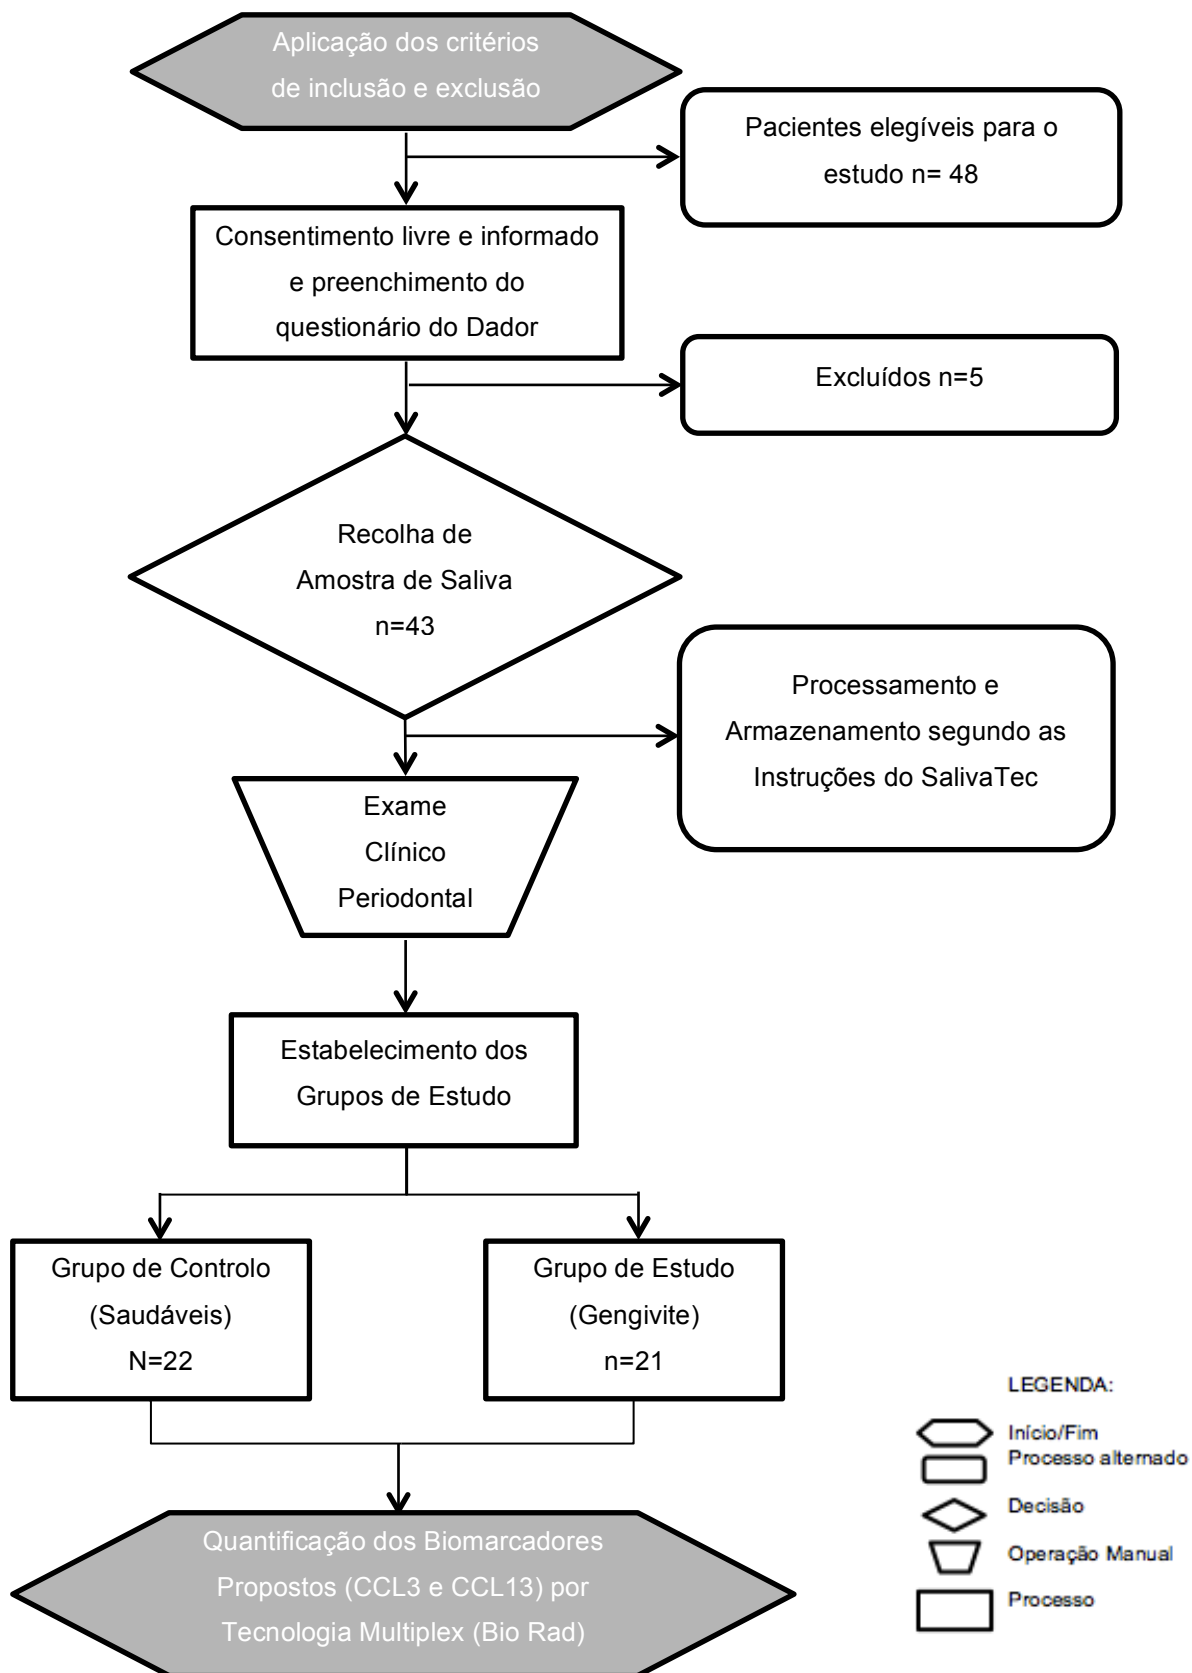 Aplicação dos critérios
de inclusão e exclusão
Pacientes elegíveis para o
estudo n= 48
Consentimento livre e informado
e preenchimento do
questionário do Dador
Excluídos n=5
Recolha de
Amostra de Saliva
n=43
Processamento e
Armazenamento segundo as
Instruções do SalivaTec
Exame
Clínico
Periodontal
Estabelecimento dos
Grupos de Estudo
Grupo de Controlo
(Saudáveis)
N=22
Grupo de Estudo
(Gengivite)
n=21
LEGENDA:
Início/Fim
Processo alternado
Decisão
Operação Manual
Processo
Quantificação dos Biomarcadores
Propostos (CCL3 e CCL13) por
Tecnologia Multiplex (Bio Rad)